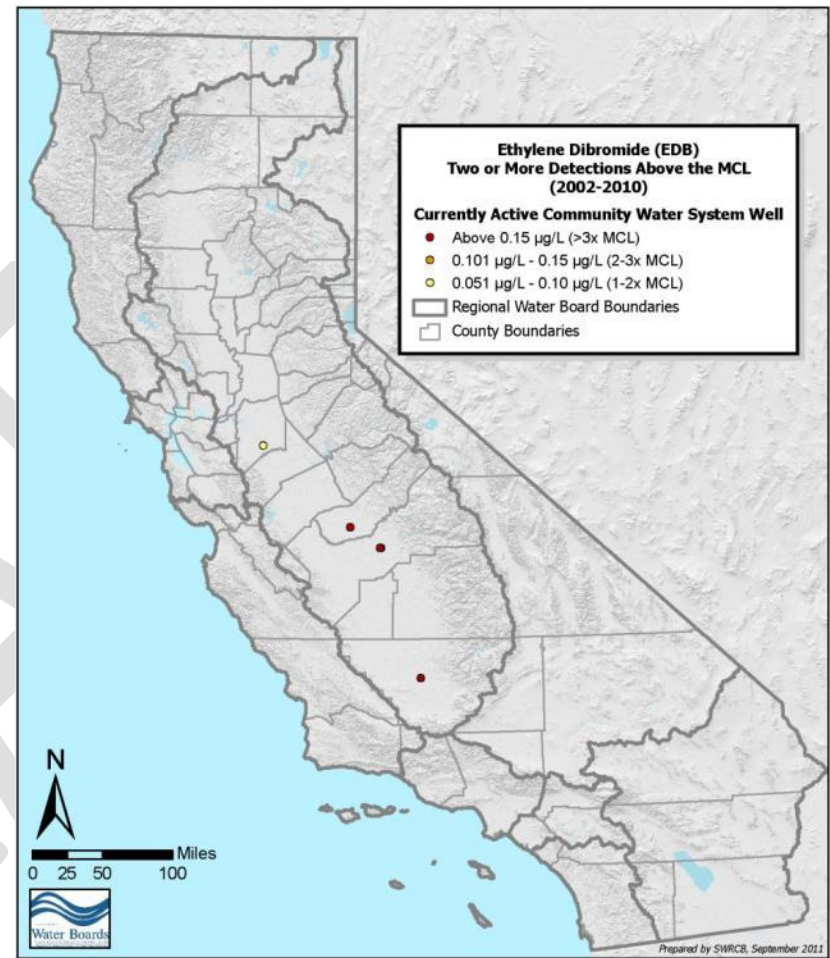 Ethylene Dibromide (EDB)
Two or More Detections Above the MCL
(2002-2010)
Currently Active Community Water System Well
Above 0.15 µg/L (>3x MCL)
0.101 µg/L - 0.15 µg/L (2-3x MCL)
0.051 µg/L - 0.10 µg/L (1-2x MCL)
Regional Water Board Boundaries
County Boundaries
N
Miles
0 25 50 100
Water Boards
Prepared by SWRCB, September 2011